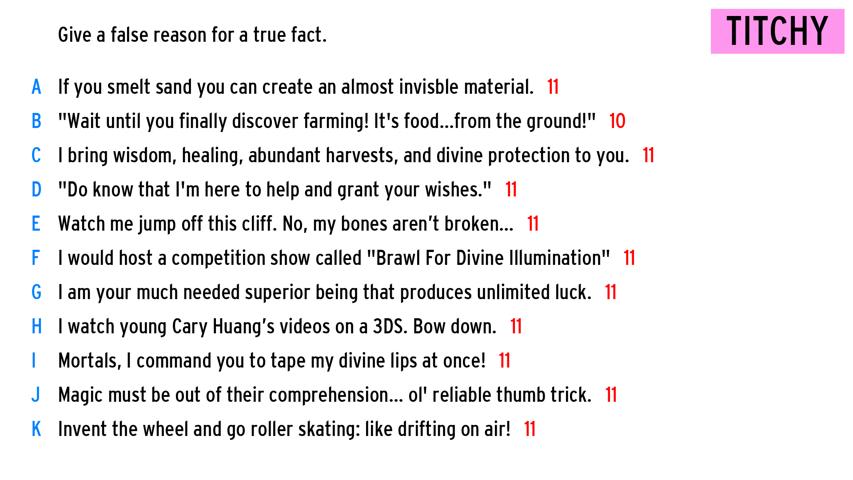 Give a false reason for a true fact.
TITCHY
A If you smelt sand you can create an almost invisble material. 11
B "Wait until you finally discover farming! It's food...from the ground!" 10
C I bring wisdom, healing, abundant harvests, and divine protection to you. 11
D "Do know that I'm here to help and grant your wishes." 11
E Watch me jump off this cliff. No, my bones aren’t broken... 11
F I would host a competition show called "Brawl For Divine Illumination" 11
G I am your much needed superior being that produces unlimited luck. 11
H I watch young Cary Huang’s videos on a 3DS. Bow down. 11
I Mortals, I command you to tape my divine lips at once! 11
J Magic must be out of their comprehension... ol' reliable thumb trick. 11
K Invent the wheel and go roller skating: like drifting on air! 11